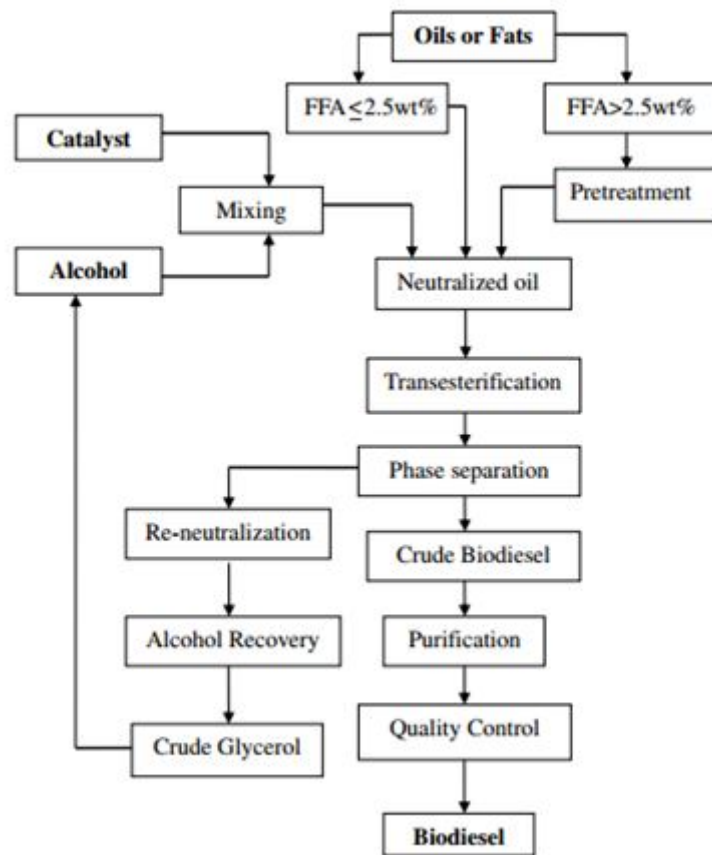 Oils or Fats
FFA≤2.5wt%
FFA>2.5wt%
Catalyst
Pretreatment
Mixing
Alcohol
Neutralized oil
Transesterification
Phase separation
Re-neutralization
Crude Biodiesel
Alcohol Recovery
Purification
Crude Glycerol
Quality Control
Biodiesel